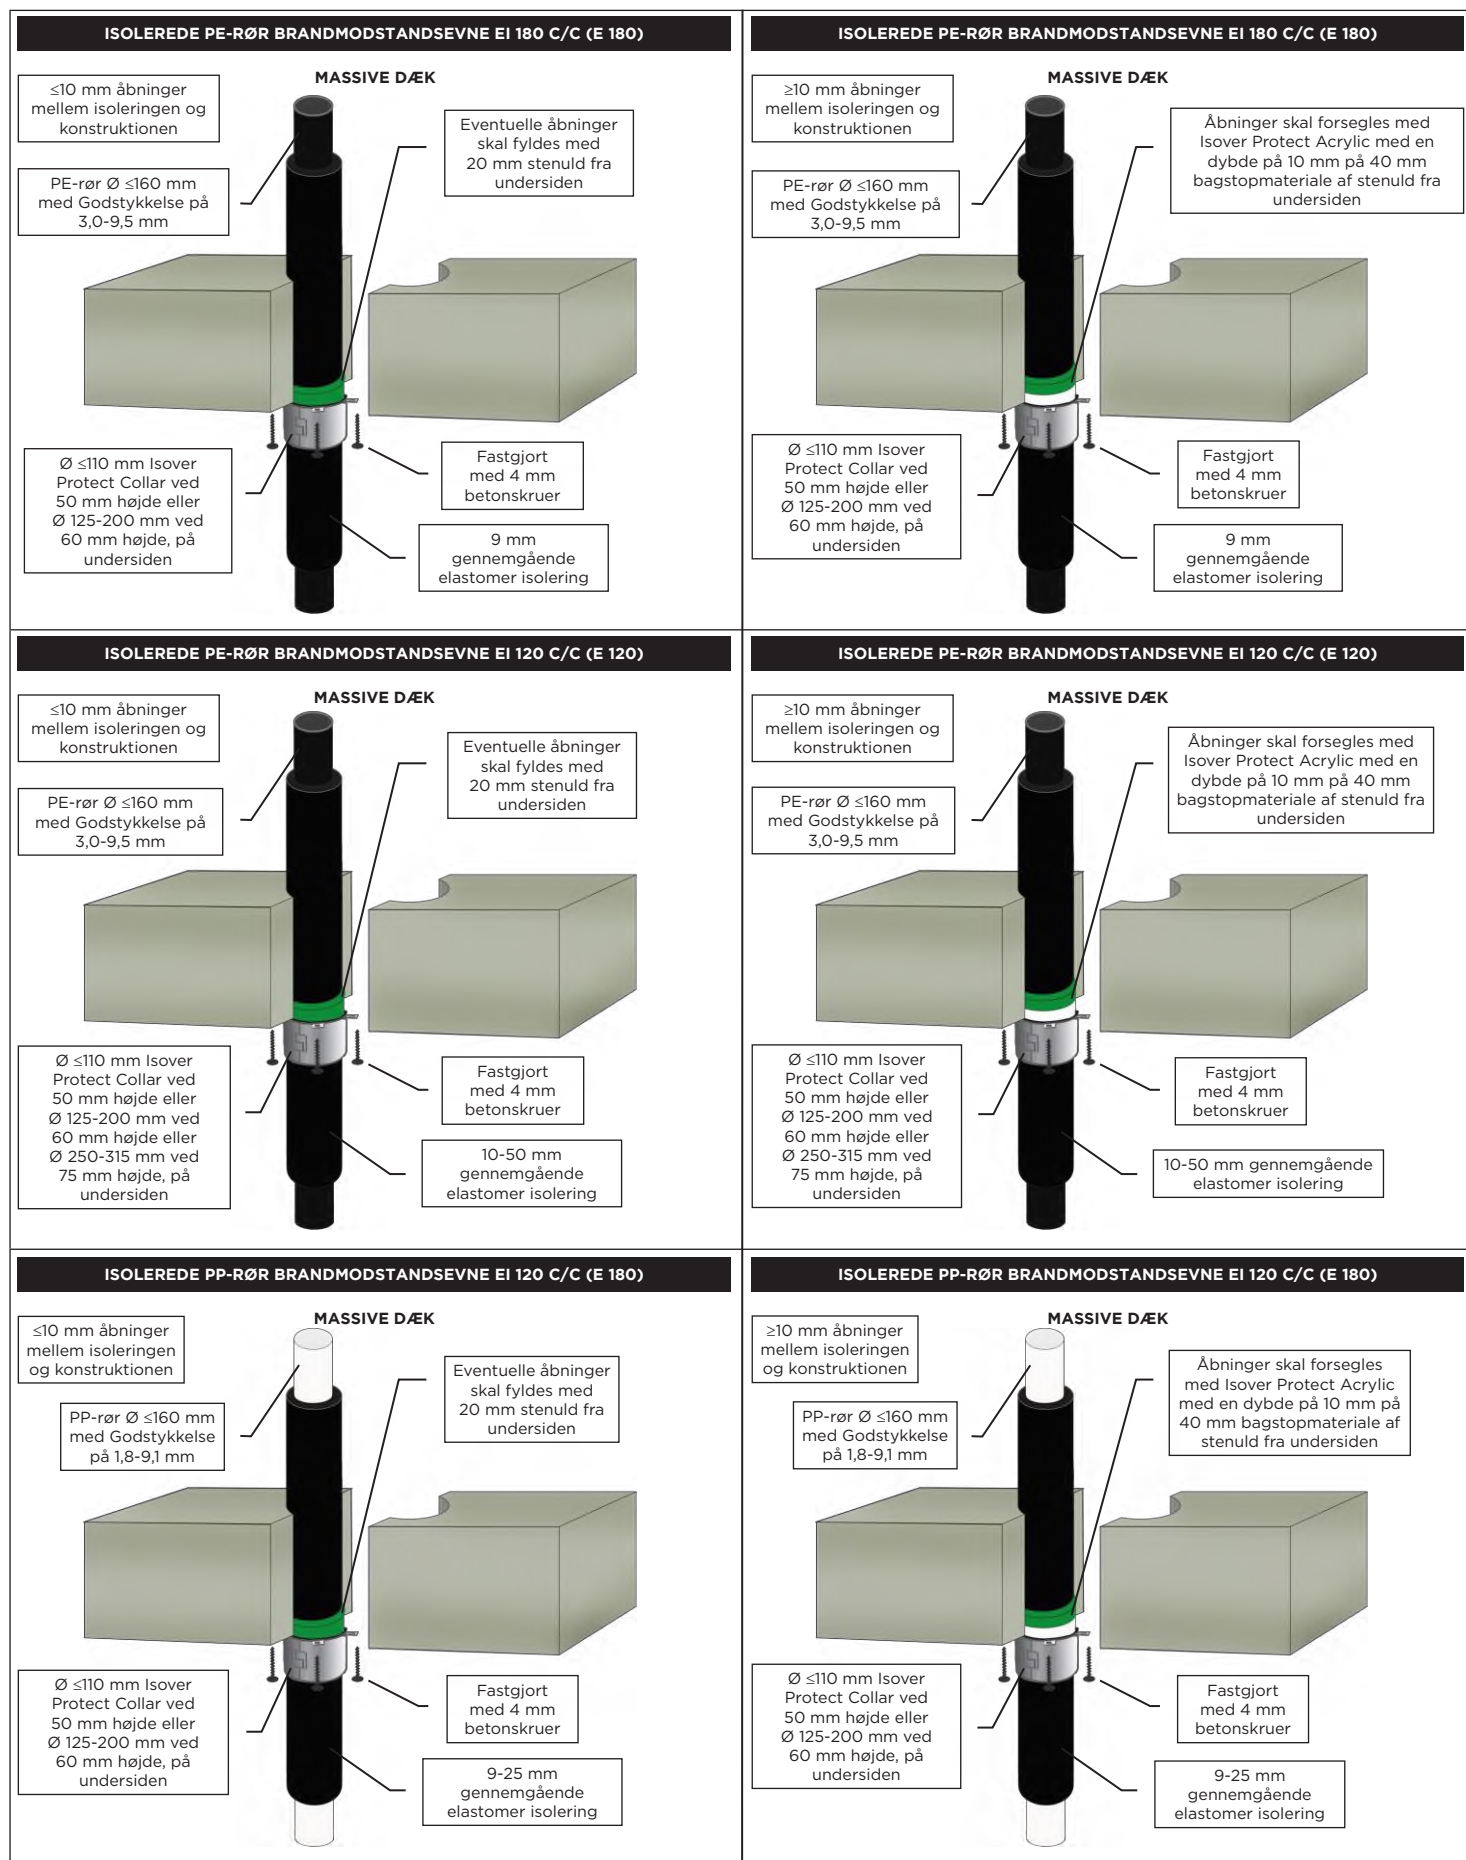 ISOLEREDE PE-RØR BRANDMODSTANDSEVNE EI 180 C/C (E 180)
MASSIVE DÆK
≤10 mm åbninger
mellem isoleringen og
konstruktionen
Eventuelle åbninger
skal fyldes med
20 mm stenuld fra
undersiden
PE-rør Ø ≤160 mm
med Godstykkelse på
3,0-9,5 mm
Ø ≤110 mm Isover
Protect Collar ved
50 mm højde eller
Ø 125-200 mm ved
60 mm højde, på
undersiden
Fastgjort
med 4 mm
betonskruer
9 mm
gennemgående
elastomer isolering
ISOLEREDE PE-RØR BRANDMODSTANDSEVNE EI 180 C/C (E 180)
MASSIVE DÆK
≥10 mm åbninger
mellem isoleringen og
konstruktionen
Åbninger skal forsegles med
Isover Protect Acrylic med en
dybde på 10 mm på 40 mm
bagstopmateriale af stenuld fra
undersiden
PE-rør Ø ≤160 mm
med Godstykkelse på
3,0-9,5 mm
Ø ≤110 mm Isover
Protect Collar ved
50 mm højde eller
Ø 125-200 mm ved
60 mm højde, på
undersiden
Fastgjort
med 4 mm
betonskruer
9 mm
gennemgående
elastomer isolering
ISOLEREDE PE-RØR BRANDMODSTANDSEVNE EI 120 C/C (E 120)
MASSIVE DÆK
≤10 mm åbninger
mellem isoleringen og
konstruktionen
Eventuelle åbninger
skal fyldes med
20 mm stenuld fra
undersiden
PE-rør Ø ≤160 mm
med Godstykkelse på
3,0-9,5 mm
Ø ≤110 mm Isover
Protect Collar ved
50 mm højde eller
Ø 125-200 mm ved
60 mm højde eller
Ø 250-315 mm ved
75 mm højde, på
undersiden
Fastgjort
med 4 mm
betonskruer
10-50 mm
gennemgående
elastomer isolering
ISOLEREDE PE-RØR BRANDMODSTANDSEVNE EI 120 C/C (E 120)
MASSIVE DÆK
≥10 mm åbninger
mellem isoleringen og
konstruktionen
Åbninger skal forsegles med
Isover Protect Acrylic med en
dybde på 10 mm på 40 mm
bagstopmateriale af stenuld fra
undersiden
PE-rør Ø ≤160 mm
med Godstykkelse på
3,0-9,5 mm
Ø ≤110 mm Isover
Protect Collar ved
50 mm højde eller
Ø 125-200 mm ved
60 mm højde eller
Ø 250-315 mm ved
75 mm højde, på
undersiden
Fastgjort
med 4 mm
betonskruer
10-50 mm gennemgående
elastomer isolering
ISOLEREDE PP-RØR BRANDMODSTANDSEVNE EI 120 C/C (E 180)
MASSIVE DÆK
≤10 mm åbninger
mellem isoleringen
og konstruktionen
Eventuelle åbninger
skal fyldes med
20 mm stenuld fra
undersiden
PP-rør Ø ≤160 mm
med Godstykkelse
på 1,8-9,1 mm
Ø ≤110 mm Isover
Protect Collar ved
50 mm højde eller
Ø 125-200 mm ved
60 mm højde, på
undersiden
Fastgjort
med 4 mm
betonskruer
9-25 mm
gennemgående
elastomer isolering
ISOLEREDE PP-RØR BRANDMODSTANDSEVNE EI 120 C/C (E 180)
MASSIVE DÆK
≥10 mm åbninger
mellem isoleringen
og konstruktionen
Åbninger skal forsegles
med Isover Protect Acrylic
med en dybde på 10 mm på
40 mm bagstopmateriale af
stenuld fra undersiden
PP-rør Ø ≤160 mm
med Godstykkelse
på 1,8-9,1 mm
Ø ≤110 mm Isover
Protect Collar ved
50 mm højde eller
Ø 125-200 mm ved
60 mm højde, på
undersiden
Fastgjort
med 4 mm
betonskruer
9-25 mm
gennemgående
elastomer isolering